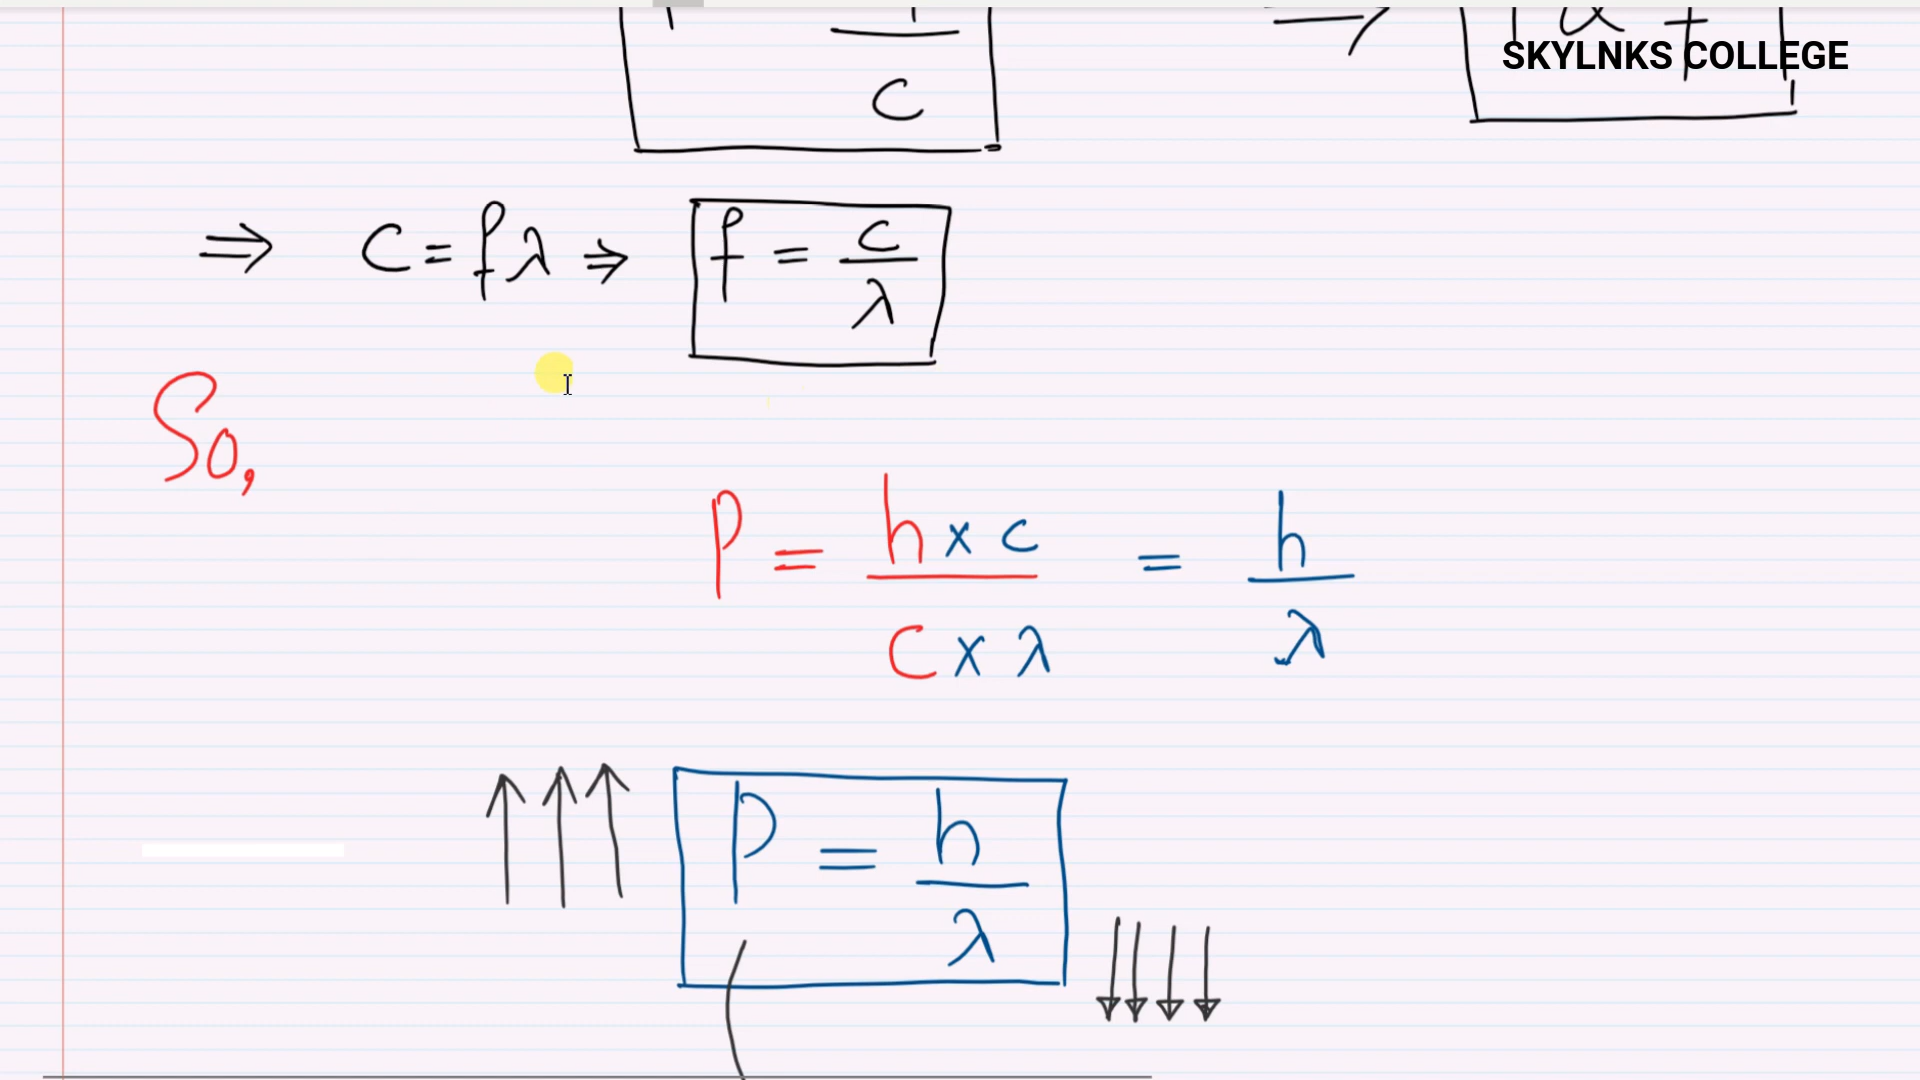 SKYLNKS COLLEGE
C
⇒ C = fλ ⇒ f = c/λ
So,
P = h x c / C x λ = h/λ
P = h/λ